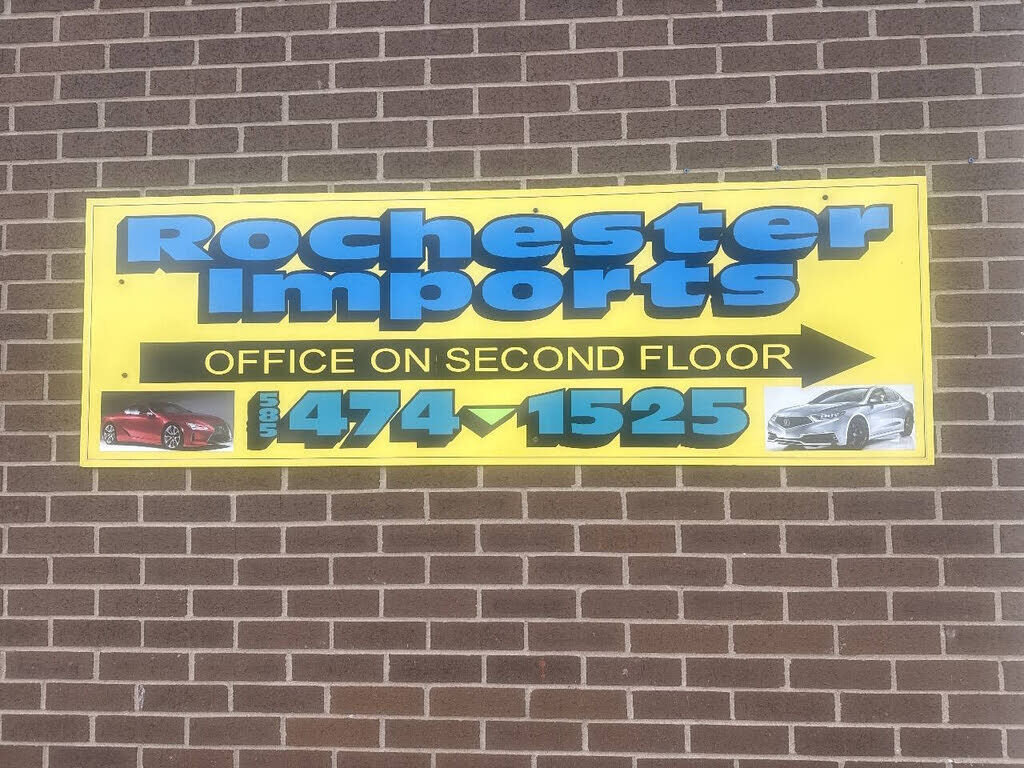 Rochester
Imports
OFFICE ON SECOND FLOOR
585 474 1525